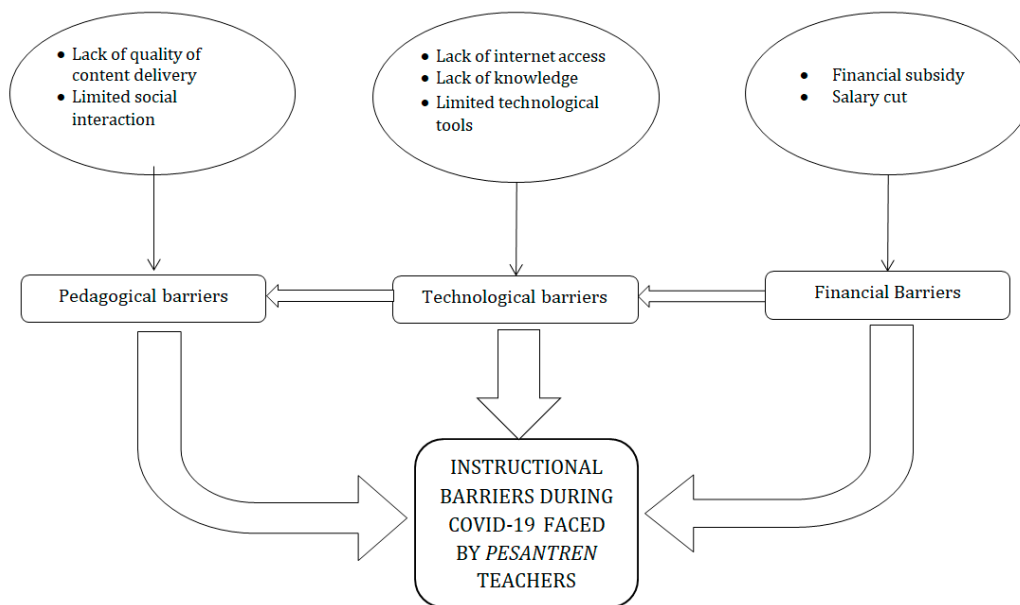 • Lack of quality of
content delivery
• Limited social
interaction
• Lack of internet access
• Lack of knowledge
• Limited technological
tools
• Financial subsidy
• Salary cut
Pedagogical barriers
Technological barriers
Financial Barriers
INSTRUCTIONAL
BARRIERS DURING
COVID-19 FACED
BY PESANTREN
TEACHERS